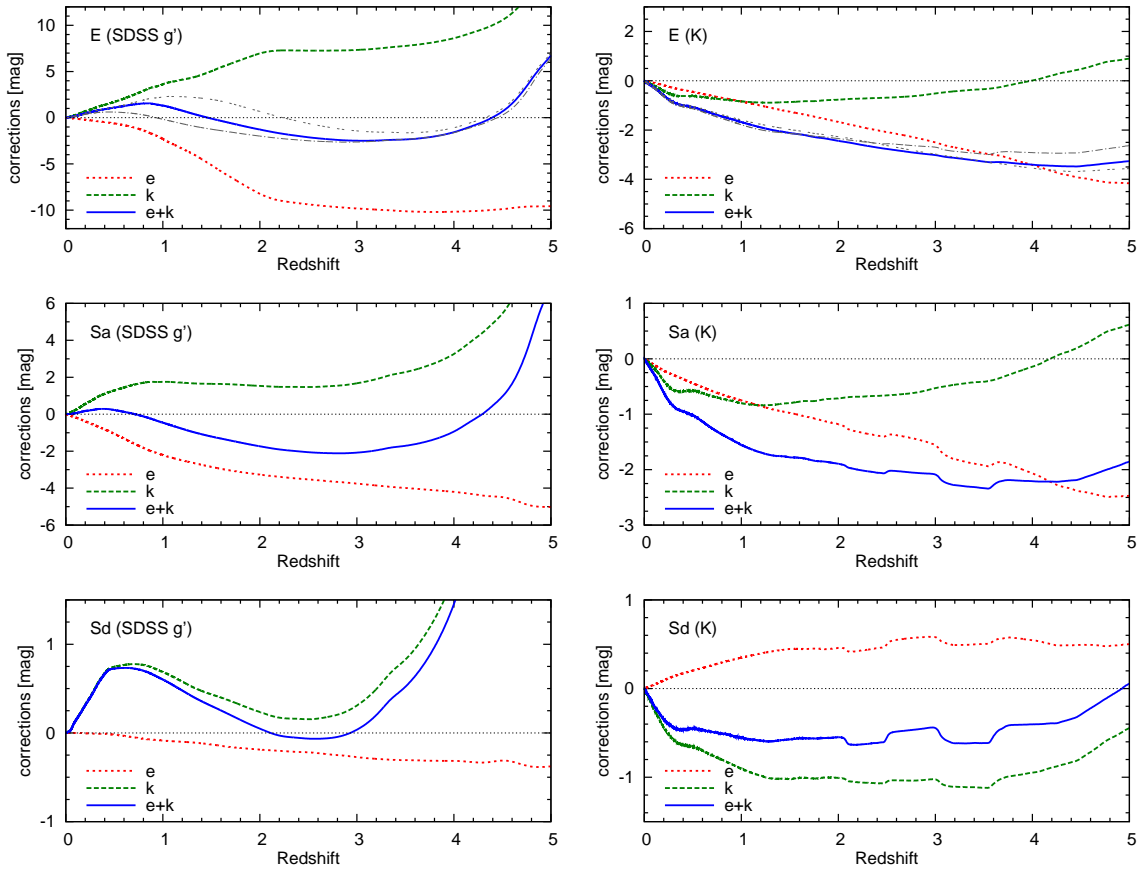 E (SDSS g')
corrections [mag]
10
5
0
-5
-10
e
k
e+k
0 1 2 3 4 5
Redshift
E (K)
corrections [mag]
2
0
-2
-4
-6
e
k
e+k
0 1 2 3 4 5
Redshift
Sa (SDSS g')
corrections [mag]
6
4
2
0
-2
-4
-6
e
k
e+k
0 1 2 3 4 5
Redshift
Sa (K)
corrections [mag]
1
0
-1
-2
-3
e
k
e+k
0 1 2 3 4 5
Redshift
Sd (SDSS g')
corrections [mag]
1
0
-1
e
k
e+k
0 1 2 3 4 5
Redshift
Sd (K)
corrections [mag]
1
0
-1
e
k
e+k
0 1 2 3 4 5
Redshift